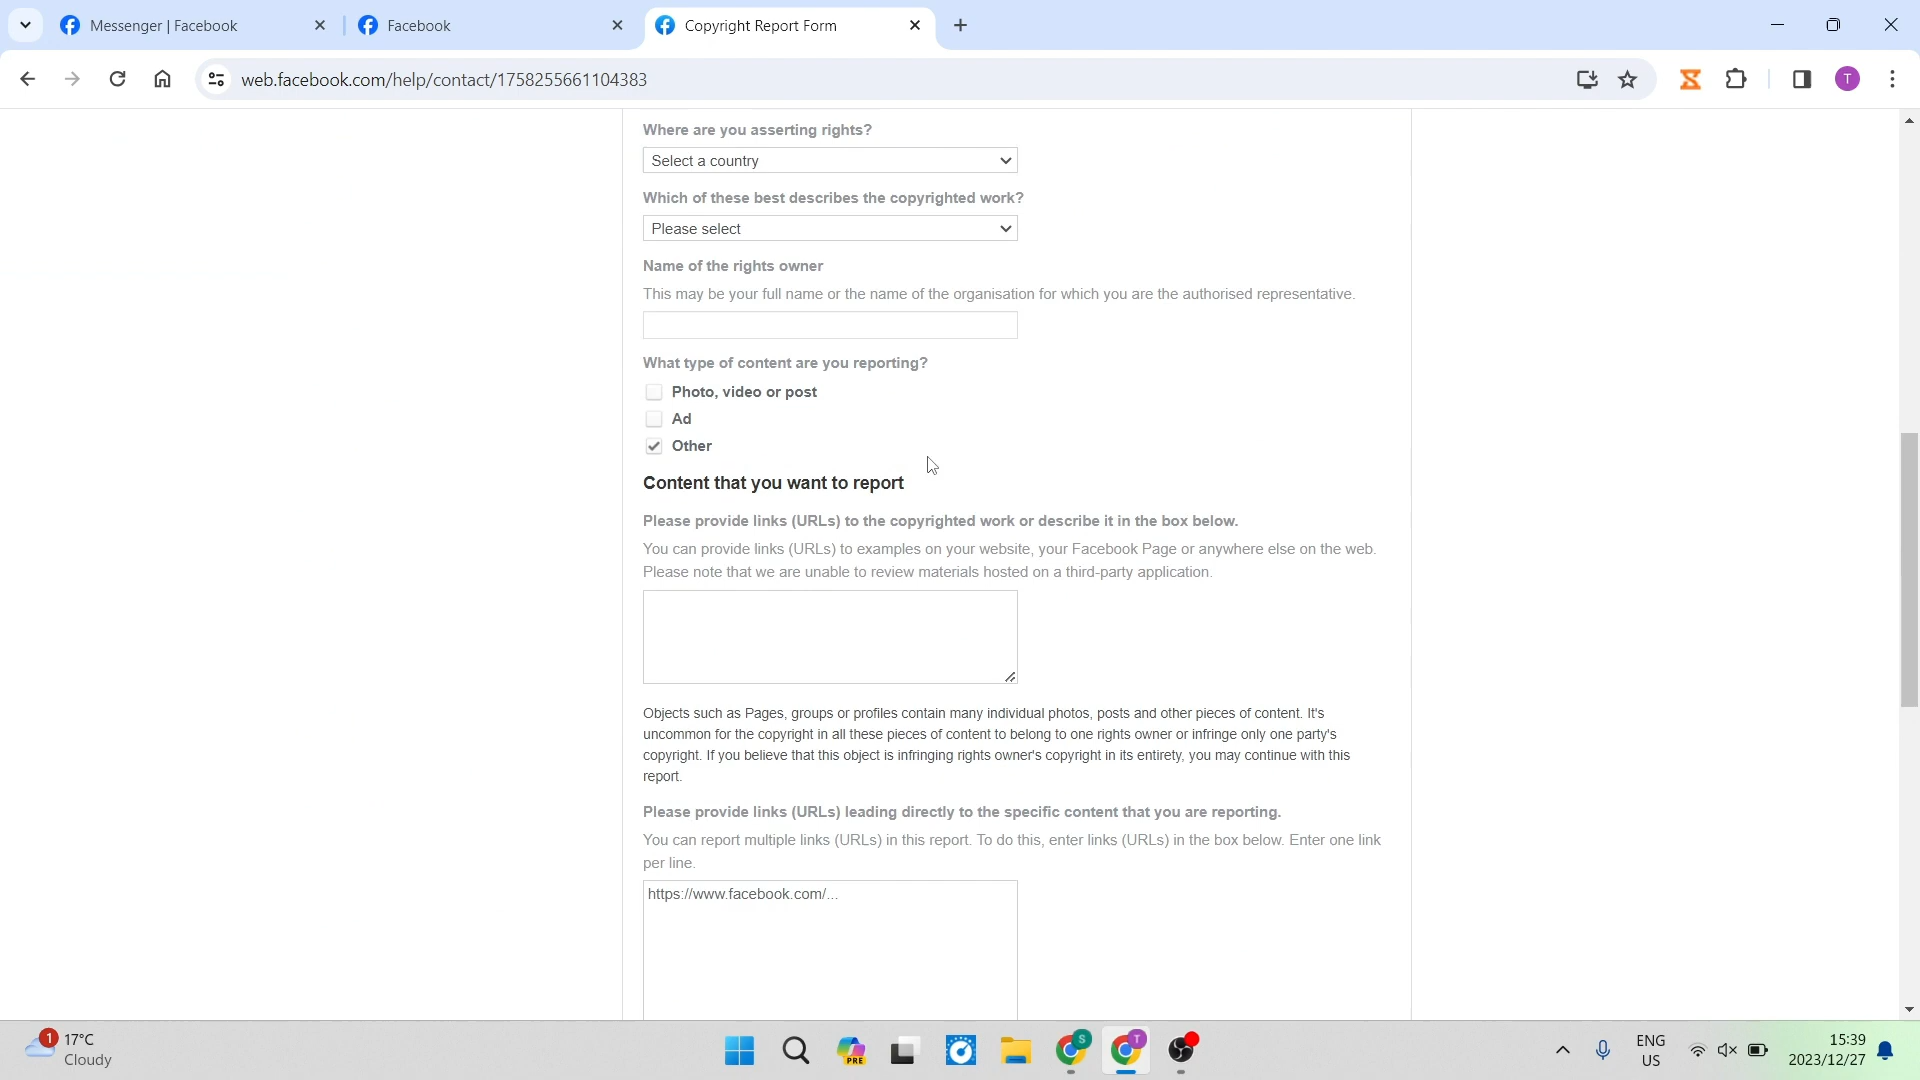 Messenger | Facebook
Facebook
Copyright Report Form
web.facebook.com/help/contact/1758255661104383
T
Where are you asserting rights?
Select a country
Which of these best describes the copyrighted work?
Please select
Name of the rights owner
This may be your full name or the name of the organisation for which you are the authorised representative.
What type of content are you reporting?
Photo, video or post
Ad
Other
Content that you want to report
Please provide links (URLs) to the copyrighted work or describe it in the box below.
You can provide links (URLs) to examples on your website, your Facebook Page or anywhere else on the web.
Please note that we are unable to review materials hosted on a third-party application.
Objects such as Pages, groups or profiles contain many individual photos, posts and other pieces of content. It's
uncommon for the copyright in all these pieces of content to belong to one rights owner or infringe only one party's
copyright. If you believe that this object is infringing rights owner's copyright in its entirety, you may continue with this
report.
Please provide links (URLs) leading directly to the specific content that you are reporting.
You can report multiple links (URLs) in this report. To do this, enter links (URLs) in the box below. Enter one link
per line.
https://www.facebook.com/...
1
17°C
Cloudy
PRE
S
T
ENG
US
15:39
2023/12/27